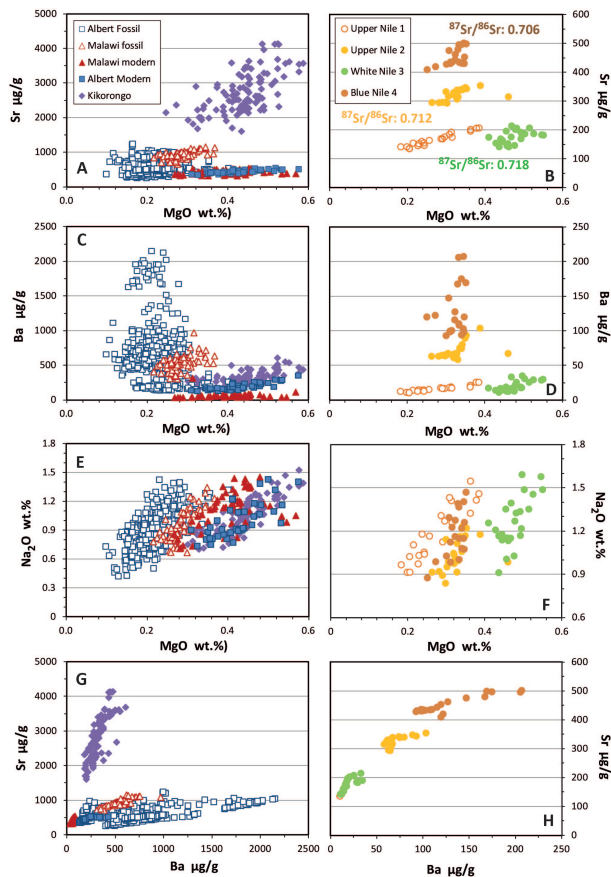 5000
4000
3000
2000
1000
0
Sr µg/g
Albert Fossil
Malawi fossil
Malawi modern
Albert Modern
Kikorongo
A
0.0
0.2
0.4
0.6
MgO wt.%)
Upper Nile 1
Upper Nile 2
White Nile 3
Blue Nile 4
87Sr/86Sr: 0.706
87Sr/86Sr: 0.712
87Sr/86Sr: 0.718
B
500
400
300
200
100
0
Sr µg/g
0
0.2
0.4
0.6
MgO wt.%
C
2500
2000
1500
1000
500
0
Ba µg/g
0.0
0.2
0.4
0.6
MgO wt.%
D
250
200
150
100
50
0
Ba µg/g
0
0.2
0.4
0.6
MgO wt.%
E
1.8
1.5
1.2
0.9
0.6
0.3
0
Na2O wt.%
0.0
0.2
0.4
0.6
MgO wt.%)
F
1.8
1.5
1.2
0.9
0.6
Na2O wt.%
0
0.2
0.4
0.6
MgO wt.%
G
5000
4000
3000
2000
1000
0
Sr µg/g
0
500
1000
1500
2000
2500
Ba µg/g
H
600
500
400
300
200
100
0
Sr µg/g
0
50
100
150
200
250
Ba µg/g